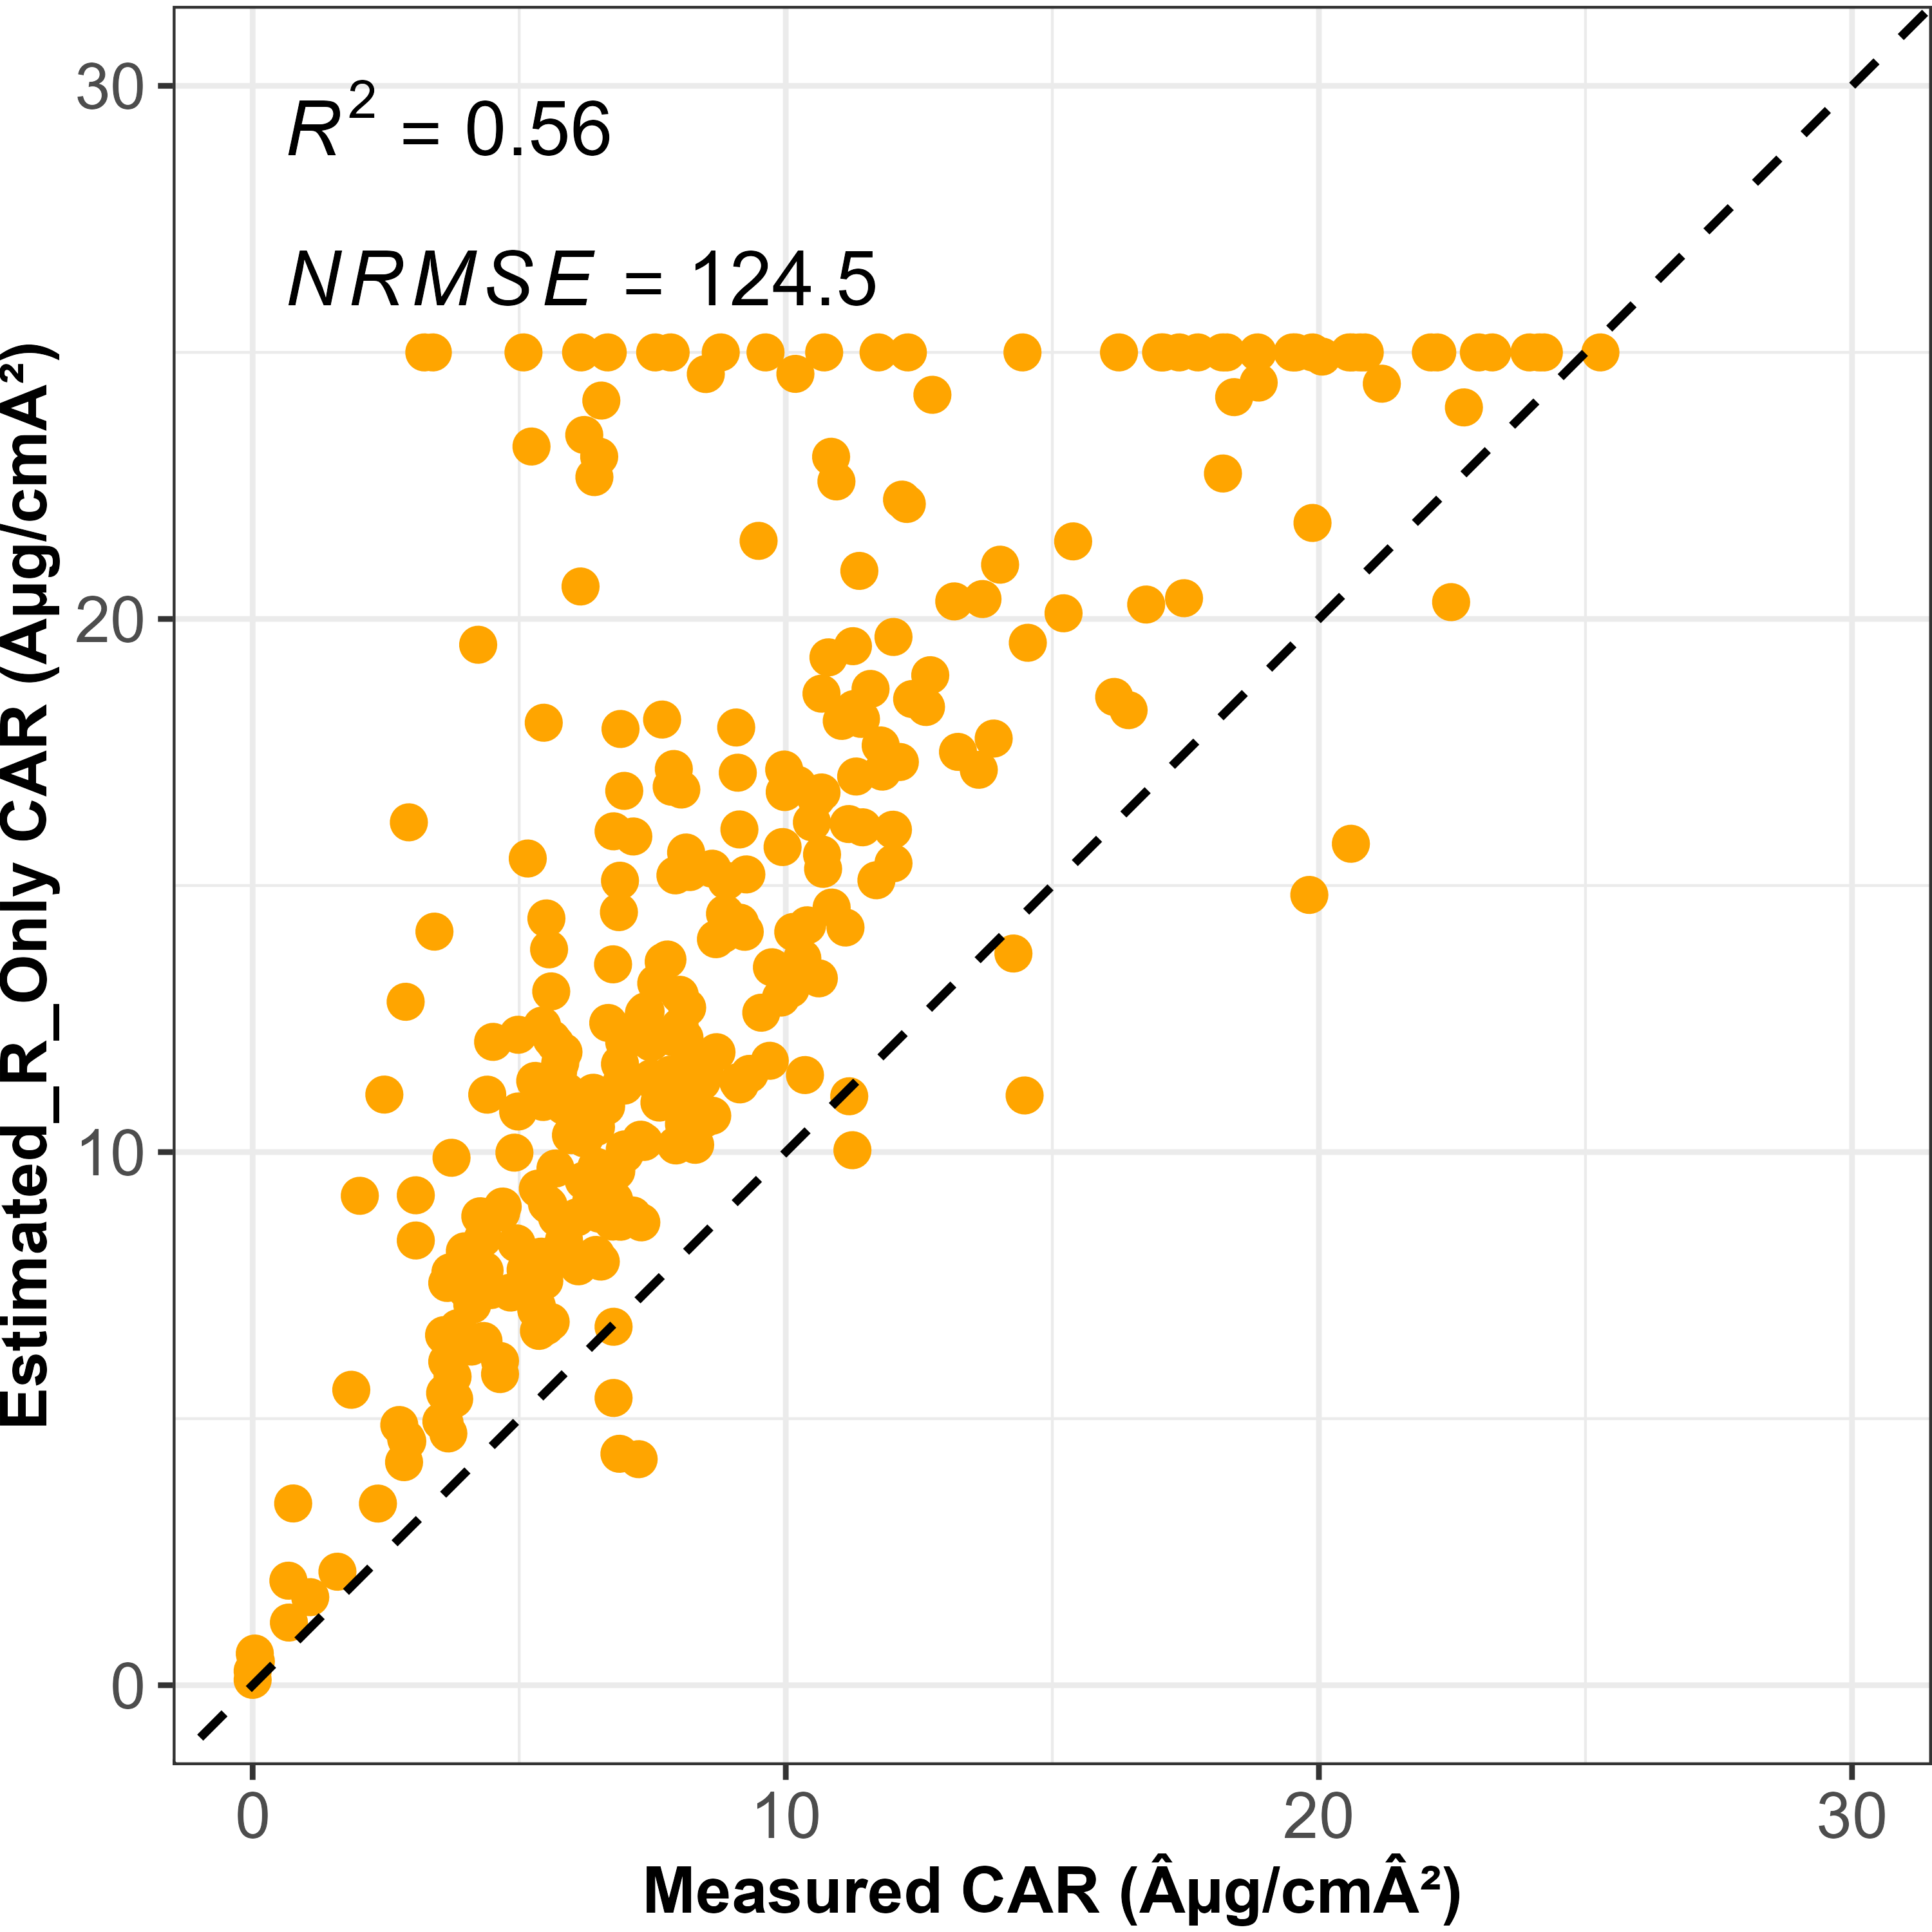 R² = 0.56
NRMSE = 124.5
30
20
10
0
0
10
20
30
Estimated_R_Only CAR (Âµg/cmÂ²)
Measured CAR (Âµg/cmÂ²)